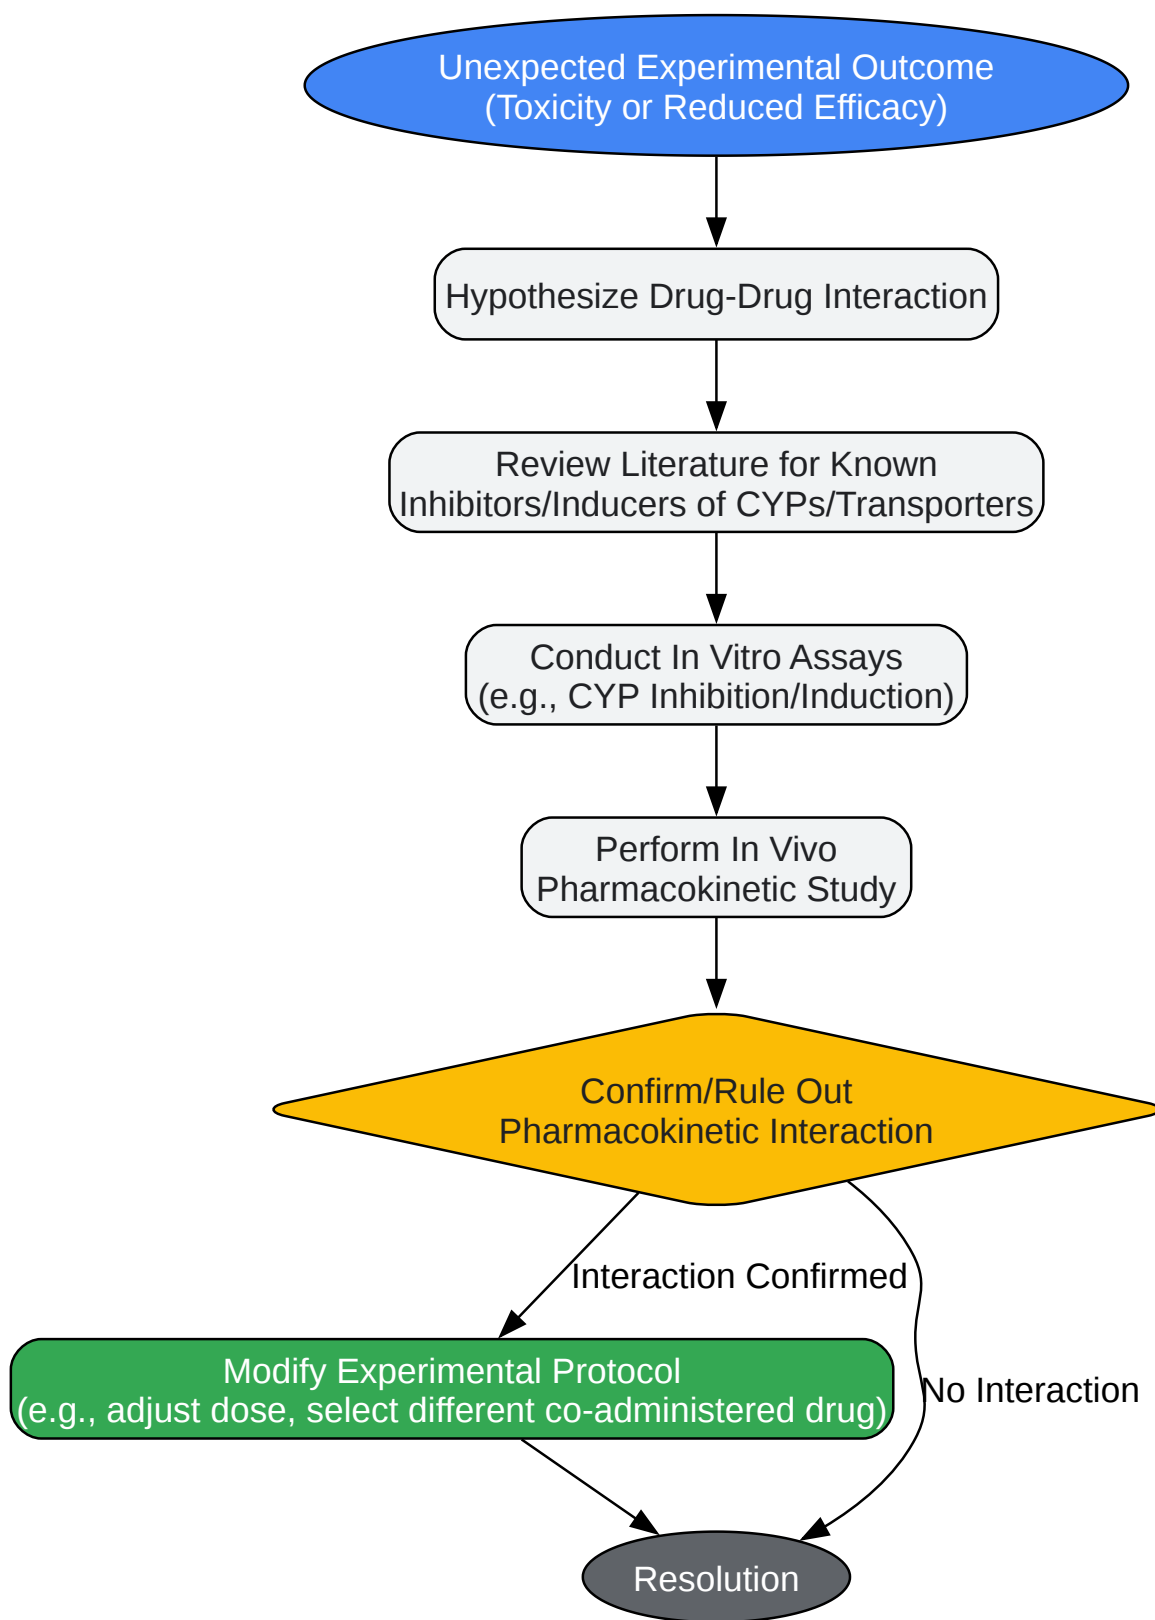 Unexpected Experimental Outcome
(Toxicity or Reduced Efficacy)
Hypothesize Drug-Drug Interaction
Review Literature for Known
Inhibitors/Inducers of CYPs/Transporters
Conduct In Vitro Assays
(e.g., CYP Inhibition/Induction)
Perform In Vivo
Pharmacokinetic Study
Confirm/Rule Out
Pharmacokinetic Interaction
Interaction Confirmed
Modify Experimental Protocol
(e.g., adjust dose, select different co-administered drug)
No Interaction
Resolution